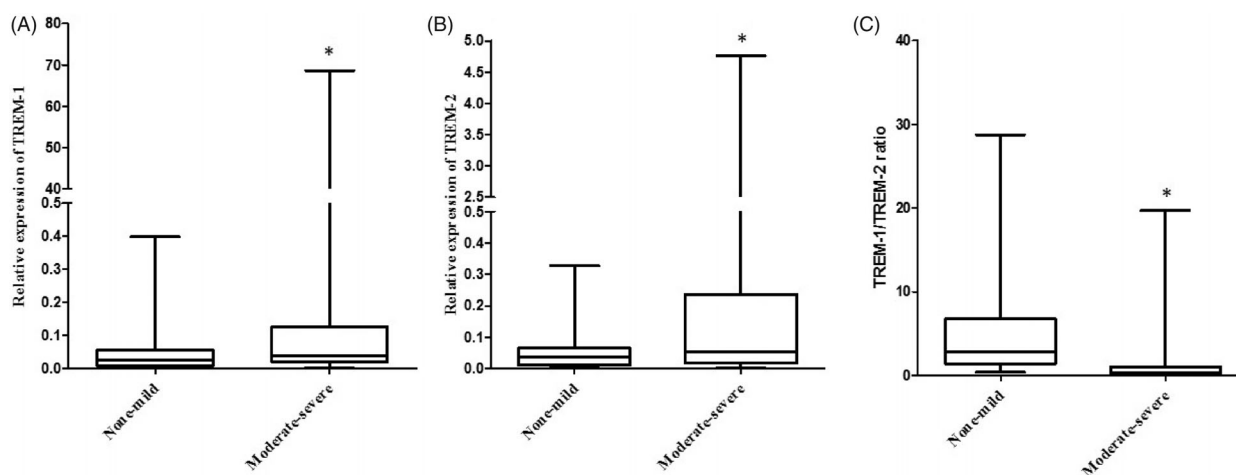 (A)
Relative expression of TREM-1
80
70
60
50
40
0.5
0.4
0.3
0.2
0.1
0.0
*
None-mild
Moderate-severe
(B)
Relative expression of TREM-2
5.0
4.5
4.0
3.5
3.0
2.5
0.5
0.4
0.3
0.2
0.1
0.0
*
None-mild
Moderate-severe
(C)
TREM-1/TREM-2 ratio
40
30
20
10
0
*
None-mild
Moderate-severe